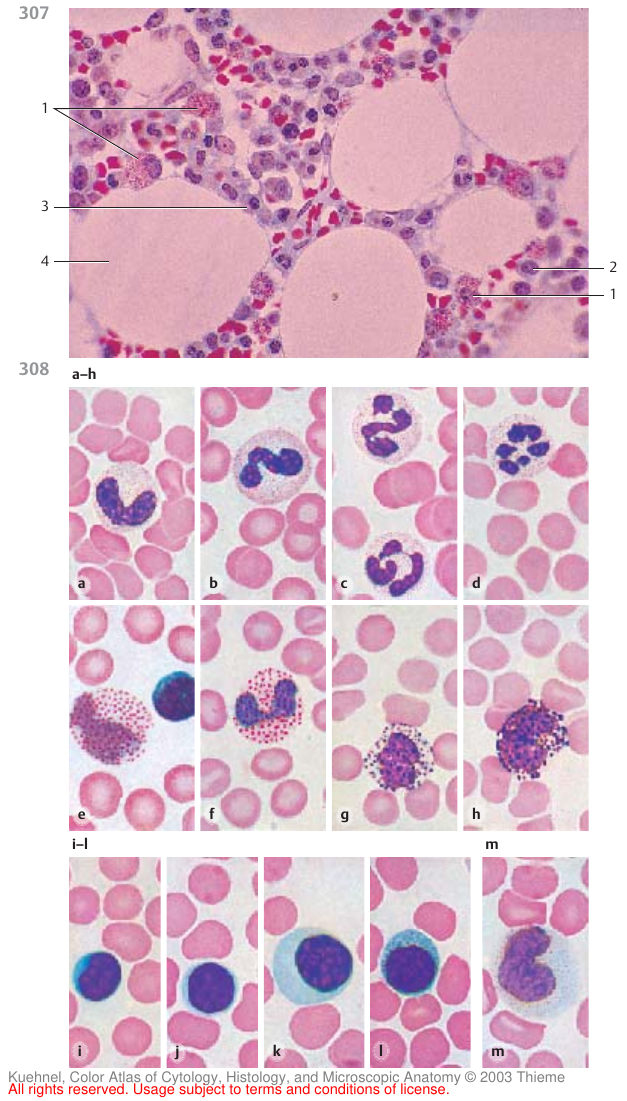 307
1
3
4
2
1
308
a–h
a
b
c
d
e
f
g
h
i–l
m
i
j
k
l
m
Kuehnel, Color Atlas of Cytology, Histology, and Microscopic Anatomy © 2003 Thieme
All rights reserved. Usage subject to terms and conditions of license.